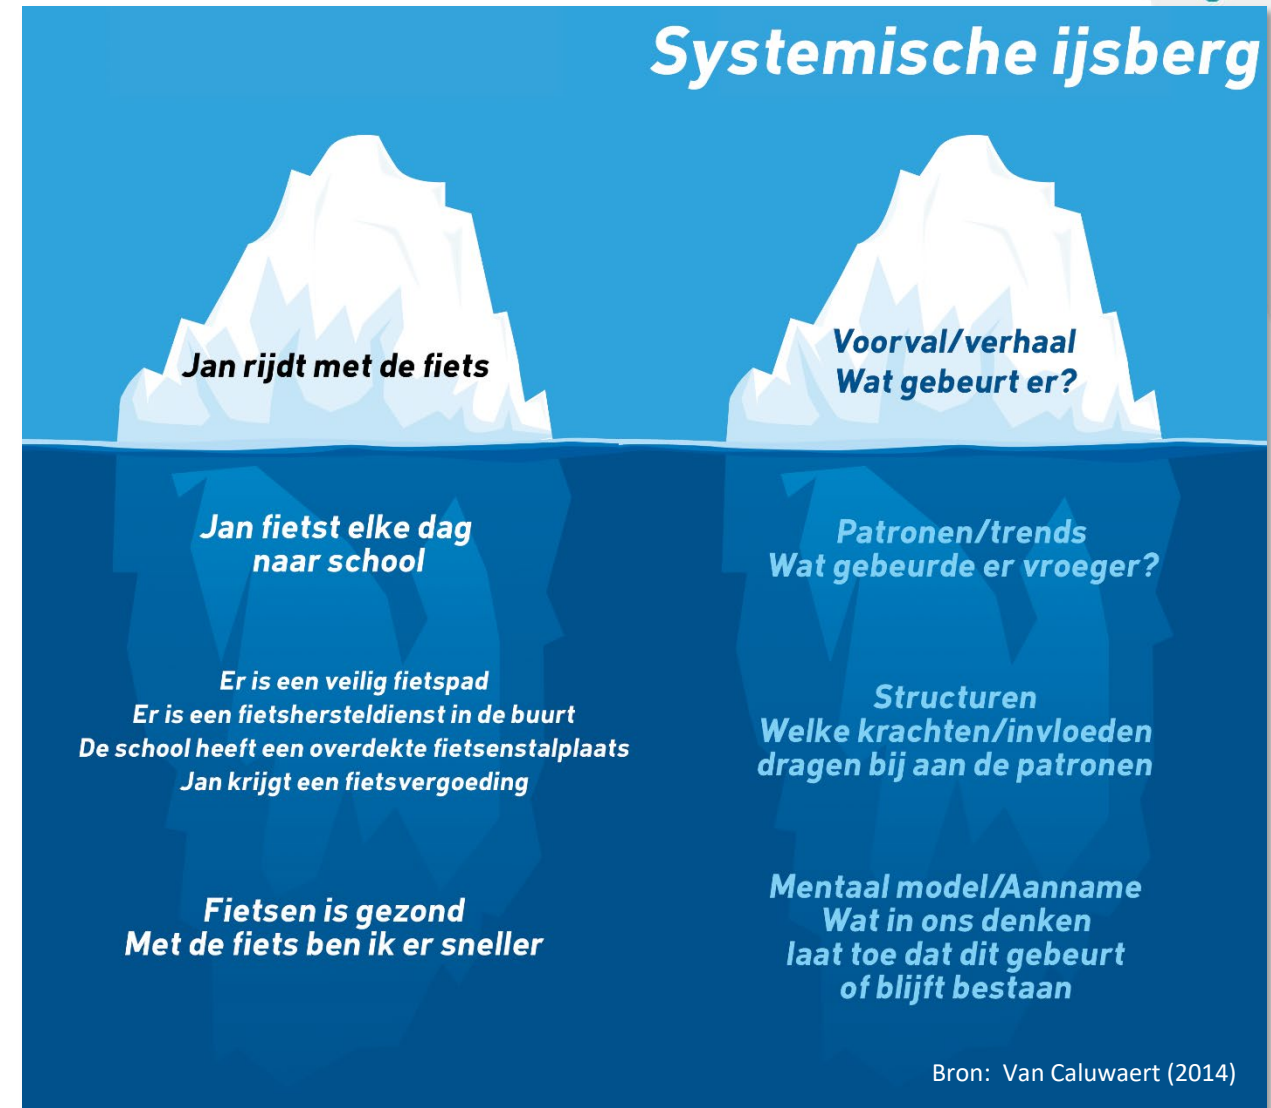 Systemische ijsberg
Jan rijdt met de fiets
Jan fietst elke dag
naar school
Er is een veilig fietspad
Er is een fietshersteldienst in de buurt
De school heeft een overdekte fietsenstalplaats
Jan krijgt een fietsvergoeding
Fietsen is gezond
Met de fiets ben ik er sneller
Voorval/verhaal
Wat gebeurt er?
Patronen/trends
Wat gebeurde er vroeger?
Structuren
Welke krachten/invloeden
dragen bij aan de patronen
Mentaal model/Aanname
Wat in ons denken
laat toe dat dit gebeurt
of blijft bestaan
Bron: Van Caluwaert (2014)